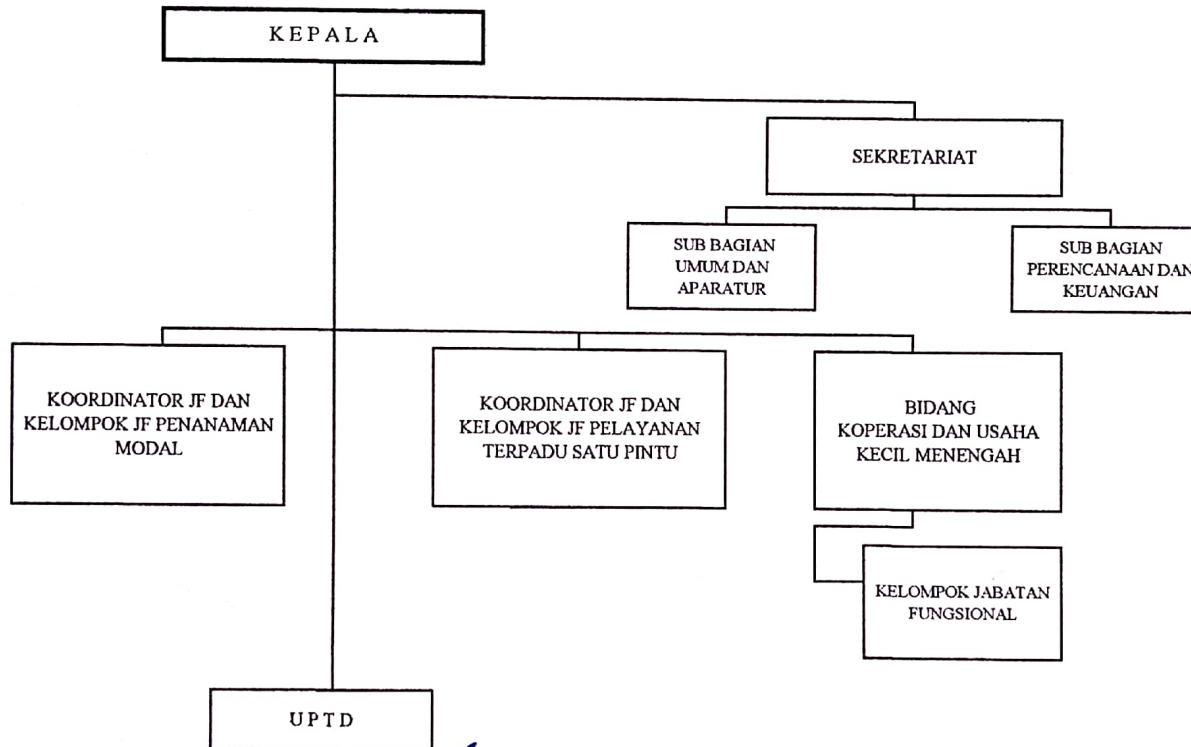 KEPALA
SEKRETARIAT
SUB BAGIAN
UMUM DAN
APARATUR
SUB BAGIAN
PERENCANAAN DAN
KEUANGAN
KOORDINATOR JF DAN
KELOMPOK JF PENANAMAN
MODAL
KOORDINATOR JF DAN
KELOMPOK JF PELAYANAN
TERPADU SATU PINTU
BIDANG
KOPERASI DAN USAHA
KECIL MENENGAH
KELOMPOK JABATAN
FUNGSIONAL
UPTD